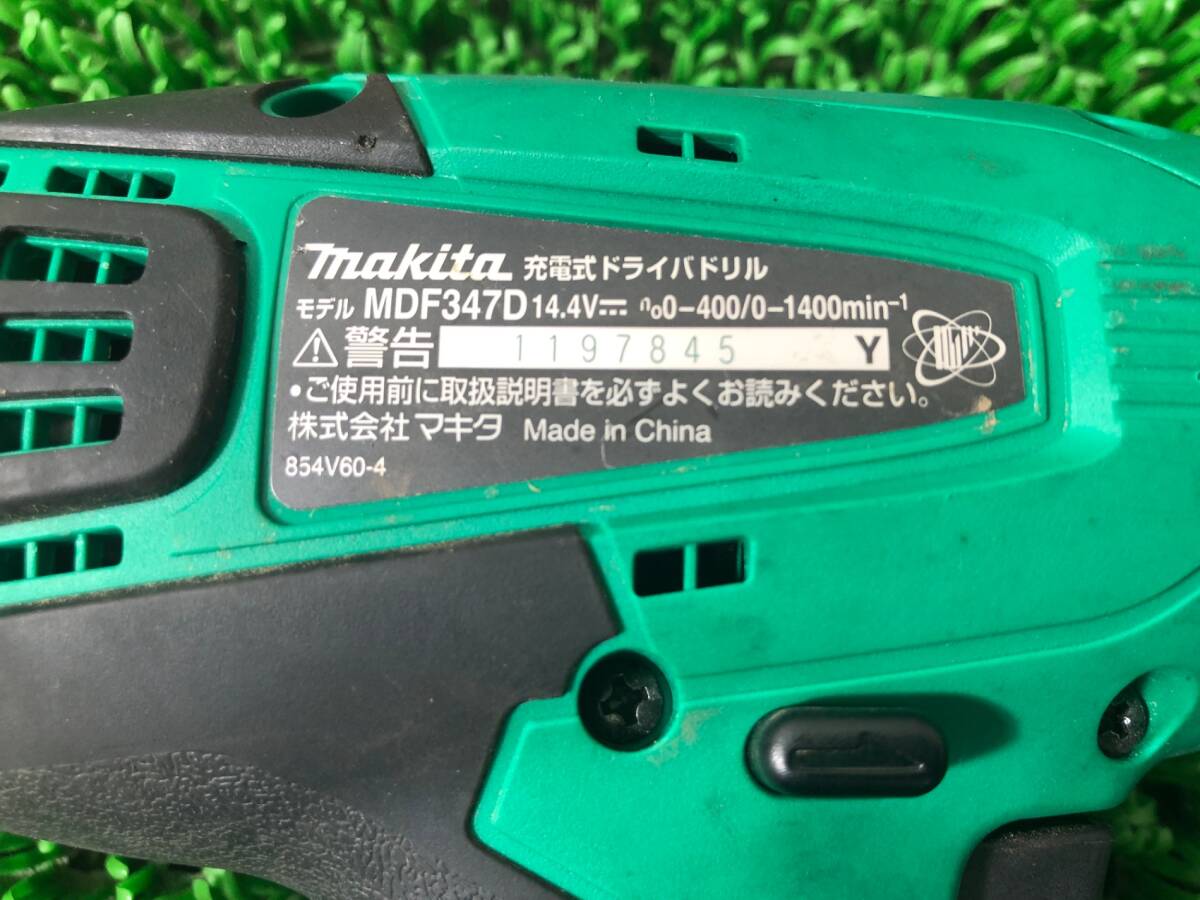 makita 充電式ドライバドリル
モデル MDF347D 14.4V⎓ n₀0-400/0-1400min⁻¹
⚠警告 1197845 Y
•ご使用前に取扱説明書を必ずよくお読みください。
株式会社 マキタ Made in China
854V60-4